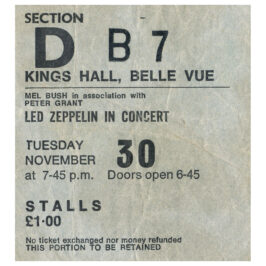 SECTION
D B 7
KINGS HALL, BELLE VUE
MEL BUSH in association with
PETER GRANT
LED ZEPPELIN IN CONCERT
TUESDAY
NOVEMBER 30
at 7-45 p.m. Doors open 6-45
STALLS
£1·00
No ticket exchanged nor money refunded
THIS PORTION TO BE RETAINED